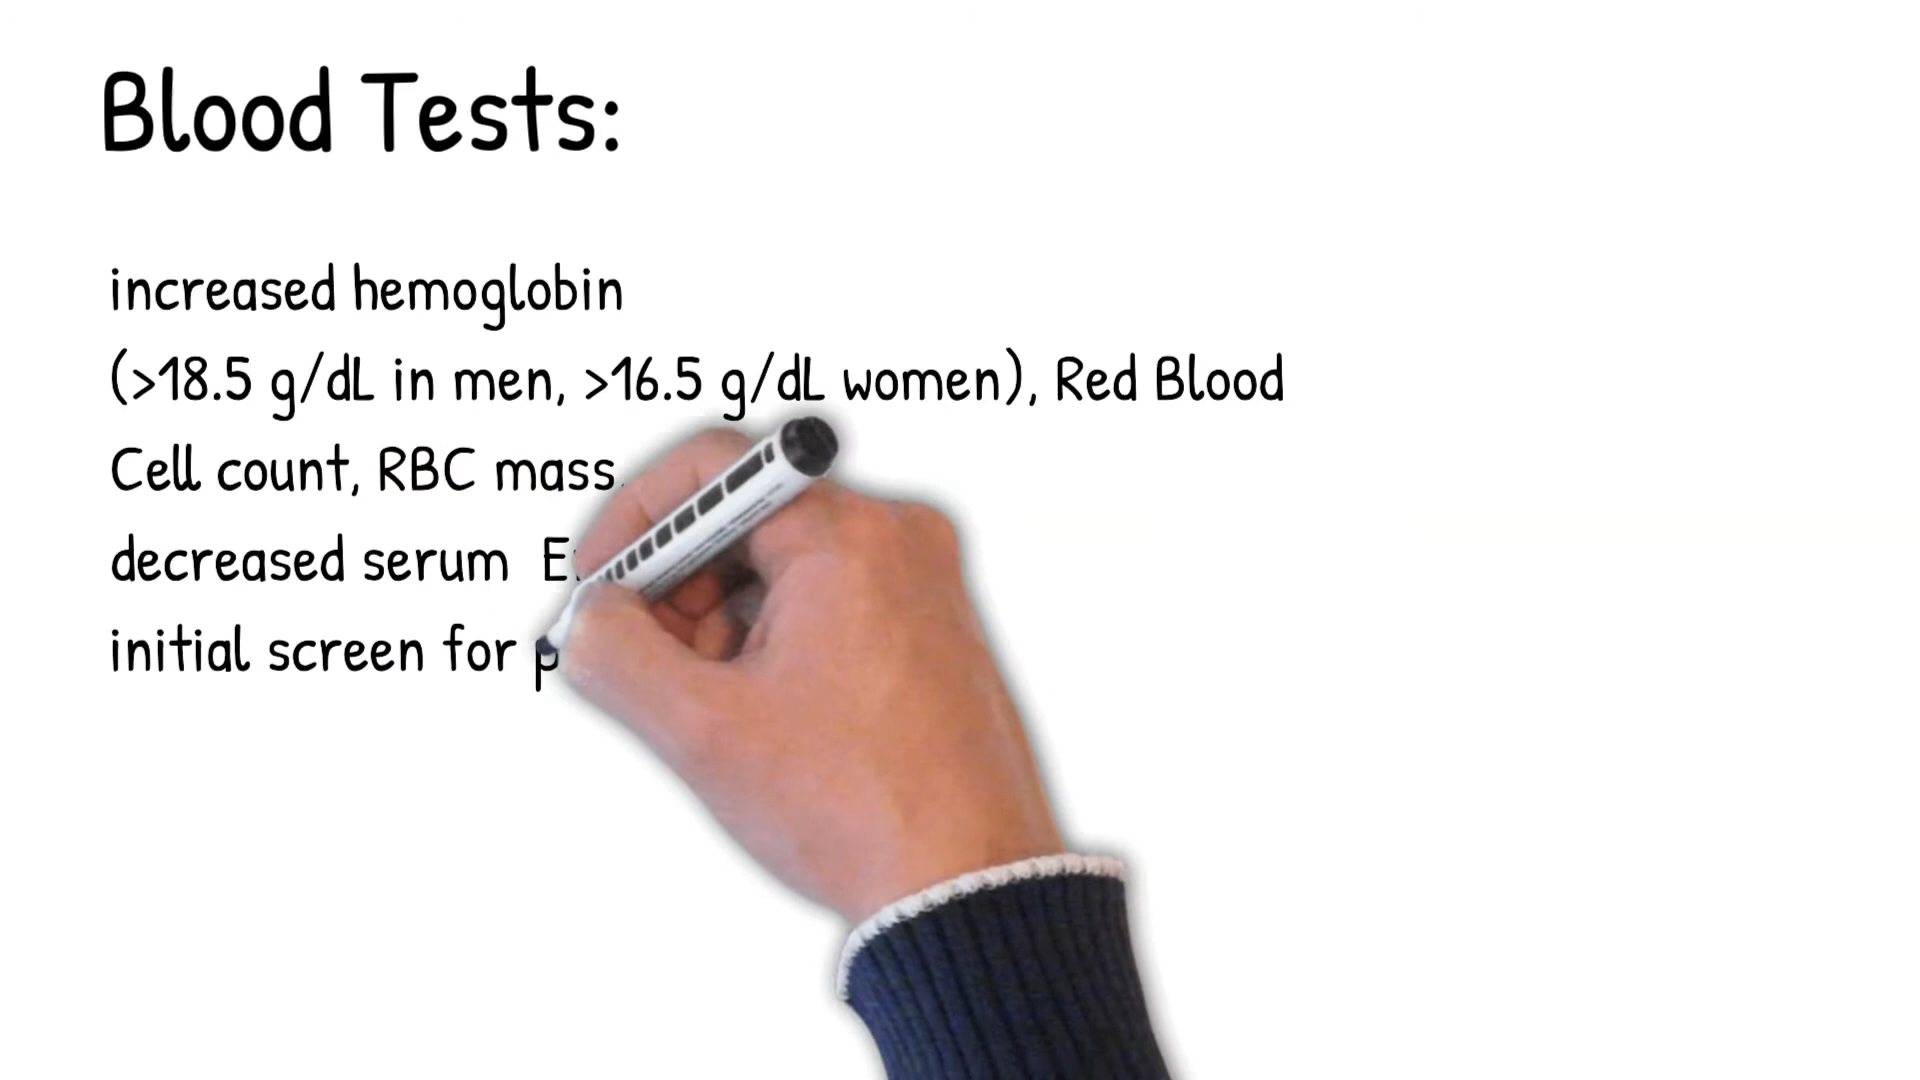 Blood Tests:
increased hemoglobin
(>18.5 g/dL in men, >16.5 g/dL women), Red Blood
Cell count, RBC mass
decreased serum
initial screen for